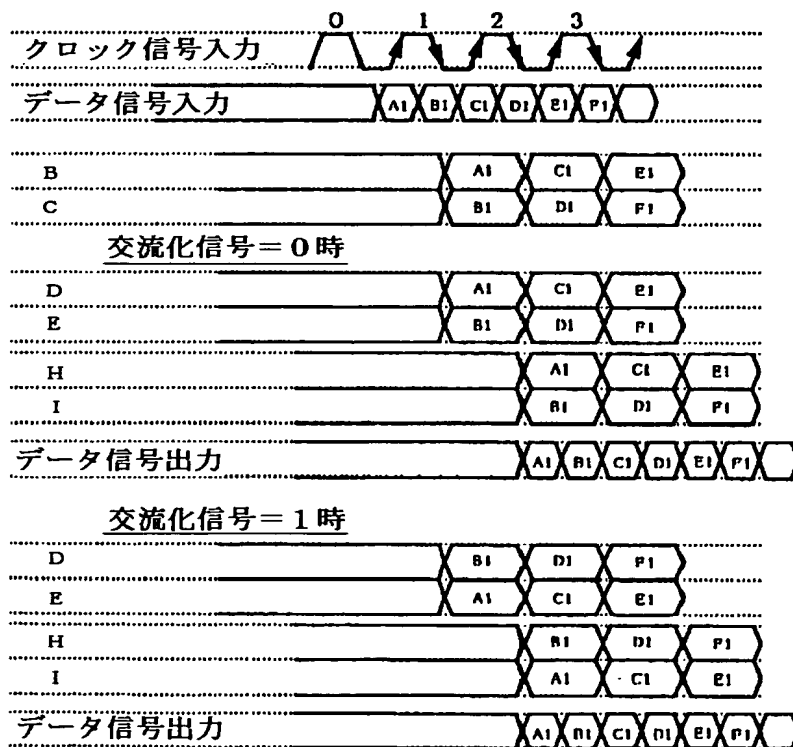 0 1 2 3
クロック信号入力
データ信号入力 A1 B1 C1 D1 E1 F1
B A1 C1 E1
C B1 D1 F1
交流化信号=0時
D A1 C1 E1
E B1 D1 F1
H A1 C1 E1
I B1 D1 F1
データ信号出力 A1 B1 C1 D1 E1 F1
交流化信号=1時
D B1 D1 F1
E A1 C1 E1
H B1 D1 F1
I A1 C1 E1
データ信号出力 A1 B1 C1 D1 E1 F1